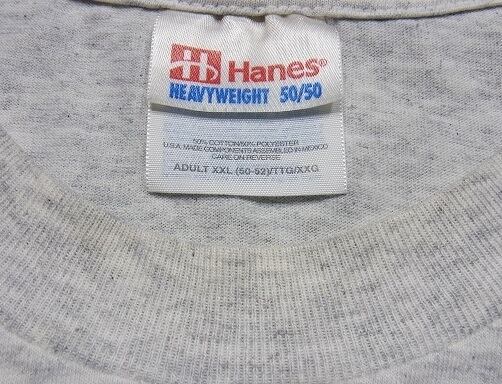 Hanes®
HEAVYWEIGHT 50/50
50% COTTON/50% POLYESTER
U.S.A. MADE COMPONENTS ASSEMBLED IN MEXICO
CARE ON REVERSE
ADULT XXL (50-52)/TTG/XXG